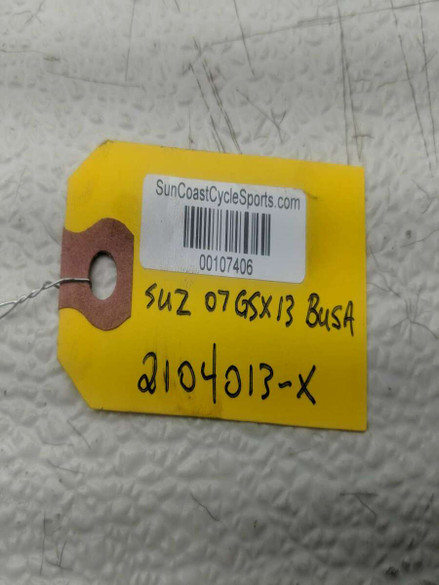 SunCoastCycleSports.com
00107406
SUZ 07 GSX13 BUSA
2104013-X